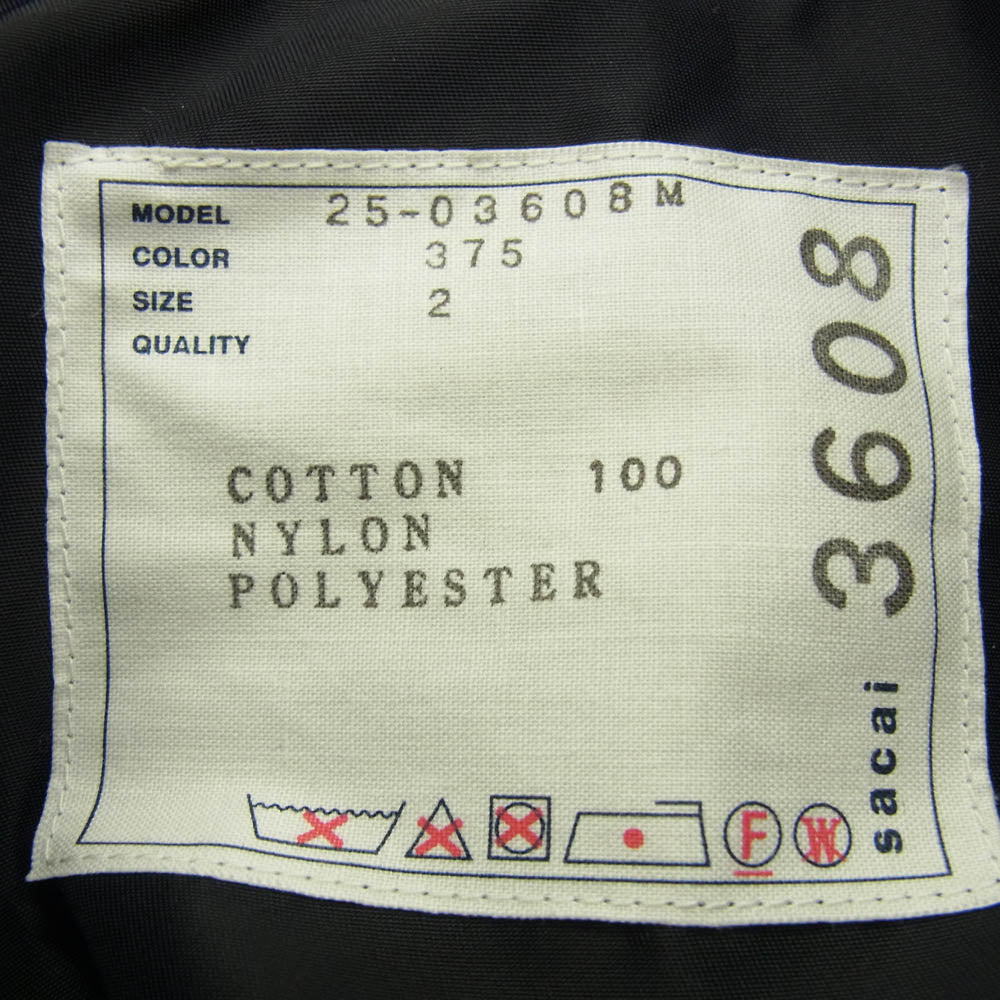 MODEL 25-03608M
COLOR 375
SIZE 2
QUALITY
COTTON 100
NYLON
POLYESTER
F W
sacai 3608